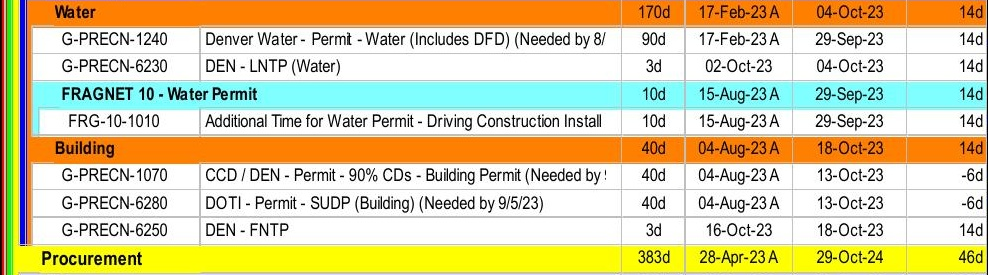 Water 170d 17-Feb-23 A 04-Oct-23 14d
G-PRECN-1240 Denver Water - Permit - Water (Includes DFD) (Needed by 8/ 90d 17-Feb-23 A 29-Sep-23 14d
G-PRECN-6230 DEN - LNTP (Water) 3d 02-Oct-23 04-Oct-23 14d
FRAGNET 10 - Water Permit 10d 15-Aug-23 A 29-Sep-23 14d
FRG-10-1010 Additional Time for Water Permit - Driving Construction Install 10d 15-Aug-23 A 29-Sep-23 14d
Building 40d 04-Aug-23 A 18-Oct-23 14d
G-PRECN-1070 CCD / DEN - Permit - 90% CDs - Building Permit (Needed by 40d 04-Aug-23 A 13-Oct-23 -6d
G-PRECN-6280 DOTI - Permit - SUDP (Building) (Needed by 9/5/23) 40d 04-Aug-23 A 13-Oct-23 -6d
G-PRECN-6250 DEN - FNTP 3d 16-Oct-23 18-Oct-23 14d
Procurement 383d 28-Apr-23 A 29-Oct-24 46d